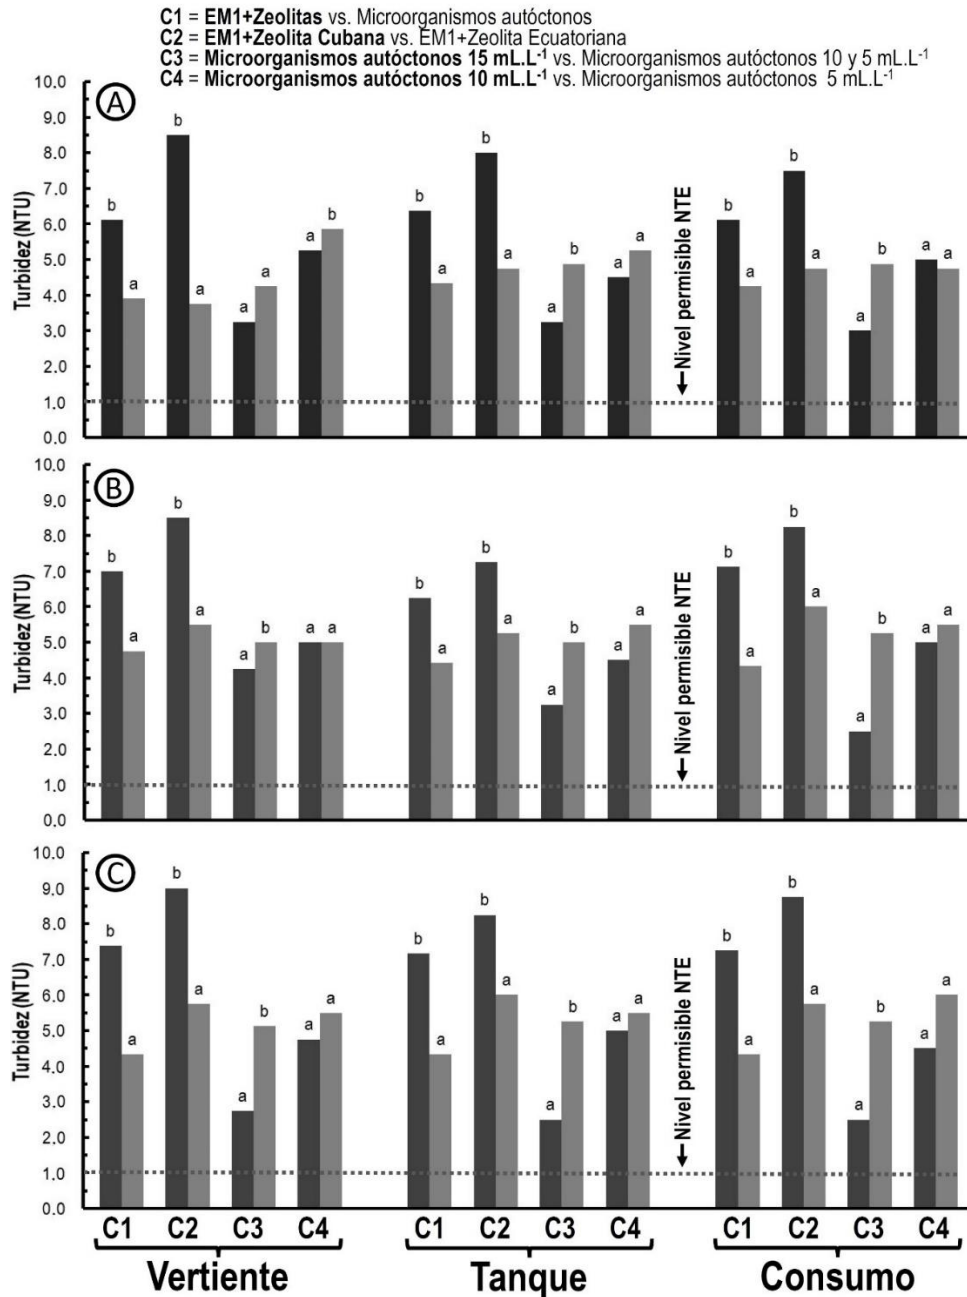 C1 = EM1+Zeolitas vs. Microorganismos autóctonos
C2 = EM1+Zeolita Cubana vs. EM1+Zeolita Ecuatoriana
C3 = Microorganismos autóctonos 15 mL.L⁻¹ vs. Microorganismos autóctonos 10 y 5 mL.L⁻¹
C4 = Microorganismos autóctonos 10 mL.L⁻¹ vs. Microorganismos autóctonos 5 mL.L⁻¹
A
Turbidez (NTU)
10.0
9.0
8.0
7.0
6.0
5.0
4.0
3.0
2.0
1.0
0.0
b a b a a a a b
b a b a a b a a
b a b a a b a a
Nivel permisible NTE
B
Turbidez (NTU)
10.0
9.0
8.0
7.0
6.0
5.0
4.0
3.0
2.0
1.0
0.0
b a b a a b a a
b a b a a b a a
b a b a a b a a
Nivel permisible NTE
C
Turbidez (NTU)
10.0
9.0
8.0
7.0
6.0
5.0
4.0
3.0
2.0
1.0
0.0
b a b a a b a a
b a b a a b a a
b a b a a b a a
Nivel permisible NTE
C1 C2 C3 C4 C1 C2 C3 C4 C1 C2 C3 C4
Vertiente Tanque Consumo